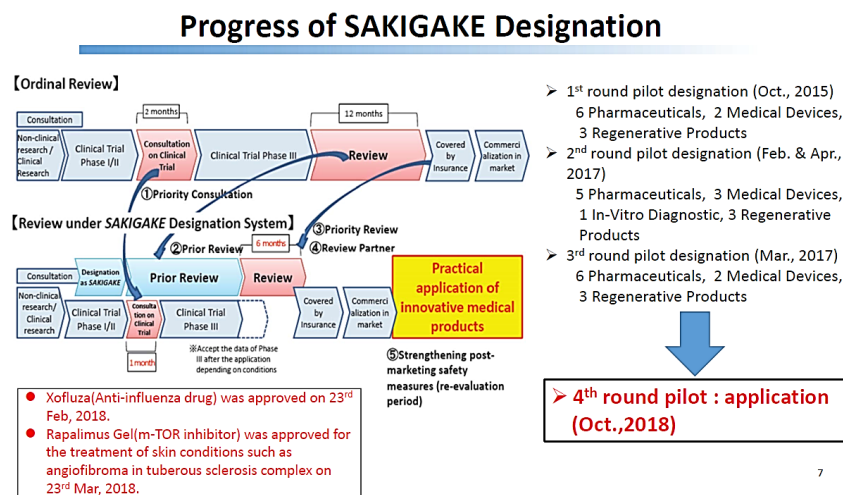 Progress of SAKIGAKE Designation
【Ordinal Review】
2 months
12 months
Consultation
Non-clinical
research /
Clinical
Research
Clinical Trial
Phase I/II
Consultation
on Clinical
Trial
Clinical Trial Phase III
Review
Covered
by
Insurance
Commerci
alization in
market
①Priority Consultation
【Review under SAKIGAKE Designation System】
②Prior Review
6 months
③Priority Review
④Review Partner
Consultation
Designation
as SAKIGAKE
Prior Review
Review
Non-clinical
research/
Clinical
research
Clinical Trial
Phase I/II
Consulta
tion on
Clinical
Trial
Clinical Trial
Phase III
Covered
by
Insurance
Commerci
alization in
market
Practical
application of
innovative medical
products
1 month
※Accept the data of Phase
III after the application
depending on conditions
⑤Strengthening post-
marketing safety
measures (re-evaluation
period)
• Xofluza(Anti-influenza drug) was approved on 23rd
Feb, 2018.
• Rapalimus Gel(m-TOR inhibitor) was approved for
the treatment of skin conditions such as
angiofibroma in tuberous sclerosis complex on
23rd Mar, 2018.
➢ 1st round pilot designation (Oct., 2015)
6 Pharmaceuticals, 2 Medical Devices,
3 Regenerative Products
➢ 2nd round pilot designation (Feb. & Apr.,
2017)
5 Pharmaceuticals, 3 Medical Devices,
1 In-Vitro Diagnostic, 3 Regenerative
Products
➢ 3rd round pilot designation (Mar., 2017)
6 Pharmaceuticals, 2 Medical Devices,
3 Regenerative Products
➢ 4th round pilot : application
(Oct.,2018)
7